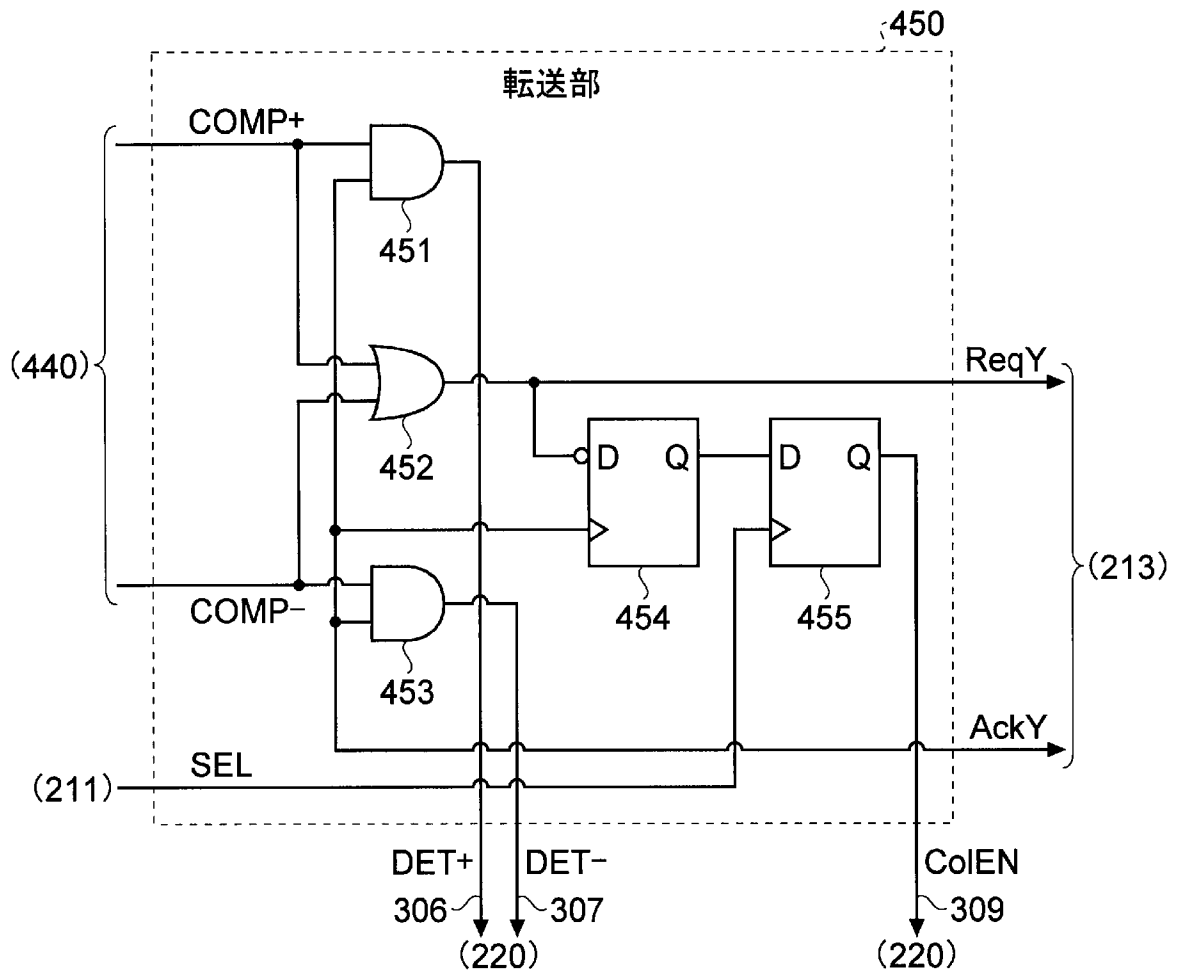 450
転送部
COMP+
451
(440)
ReqY
452
D
Q
D
Q
(213)
COMP−
454
455
453
AckY
SEL
(211)
DET+
DET−
ColEN
306
307
309
(220)
(220)